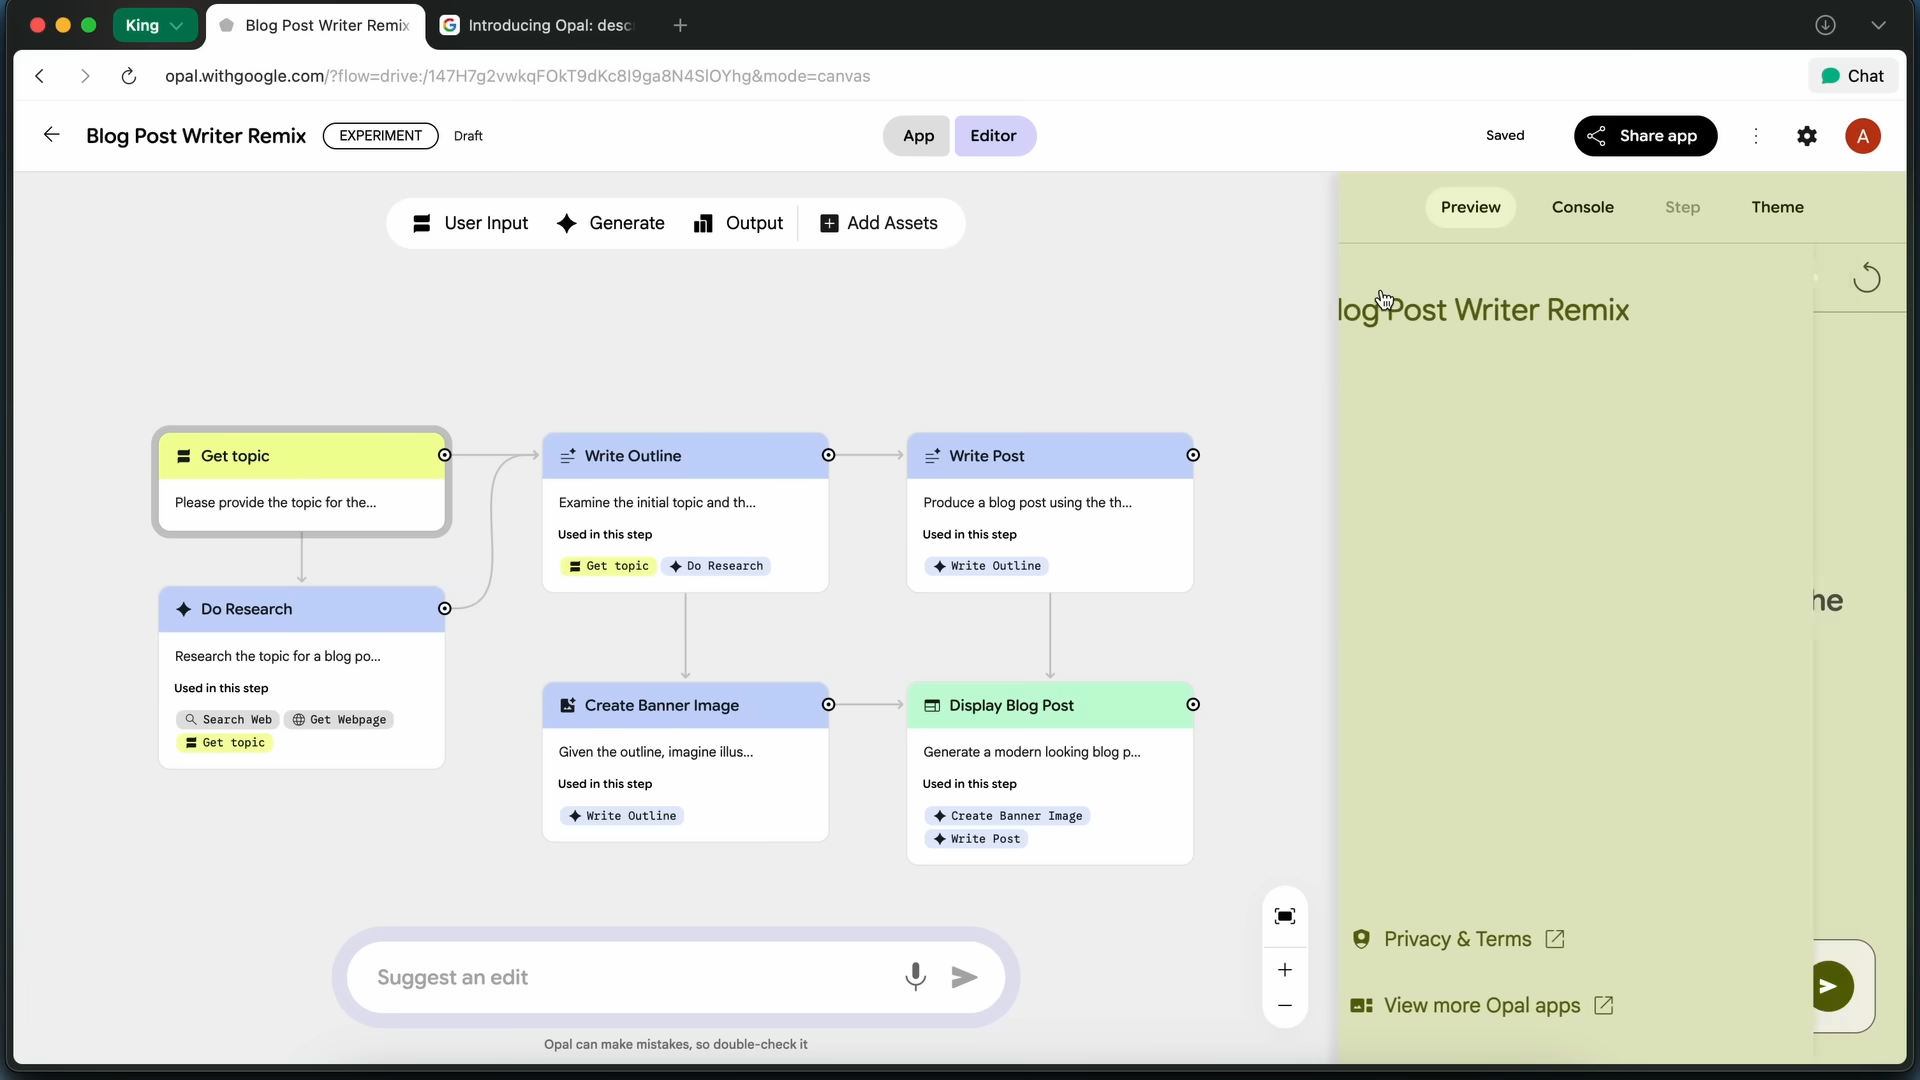 King
Blog Post Writer Remix
Introducing Opal: desc
opal.withgoogle.com/?flow=drive:/147H7g2vwkqFOkT9dKc8I9ga8N4SIOYhg&mode=canvas
Chat
Blog Post Writer Remix
EXPERIMENT
Draft
App
Editor
Saved
Share app
A
User Input
Generate
Output
Add Assets
Preview
Console
Step
Theme
log Post Writer Remix
Get topic
Please provide the topic for the...
Write Outline
Examine the initial topic and th...
Used in this step
Get topic
Do Research
Write Post
Produce a blog post using the th...
Used in this step
Write Outline
Do Research
Research the topic for a blog po...
Used in this step
Search Web
Get Webpage
Get topic
Create Banner Image
Given the outline, imagine illus...
Used in this step
Write Outline
Display Blog Post
Generate a modern looking blog p...
Used in this step
Create Banner Image
Write Post
he
Suggest an edit
Opal can make mistakes, so double-check it
Privacy & Terms
View more Opal apps